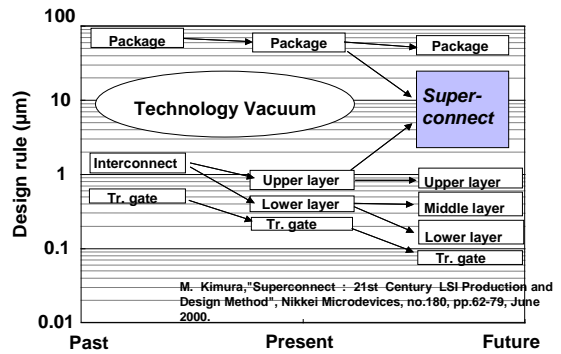 100
Package
Package
Package
10
Technology Vacuum
Super-
connect
Design rule (µm)
1
Interconnect
Upper layer
Upper layer
Tr. gate
Lower layer
Middle layer
Tr. gate
Lower layer
0.1
Tr. gate
M. Kimura,"Superconnect : 21st Century LSI Production and
Design Method", Nikkei Microdevices, no.180, pp.62-79, June
2000.
0.01
Past
Present
Future